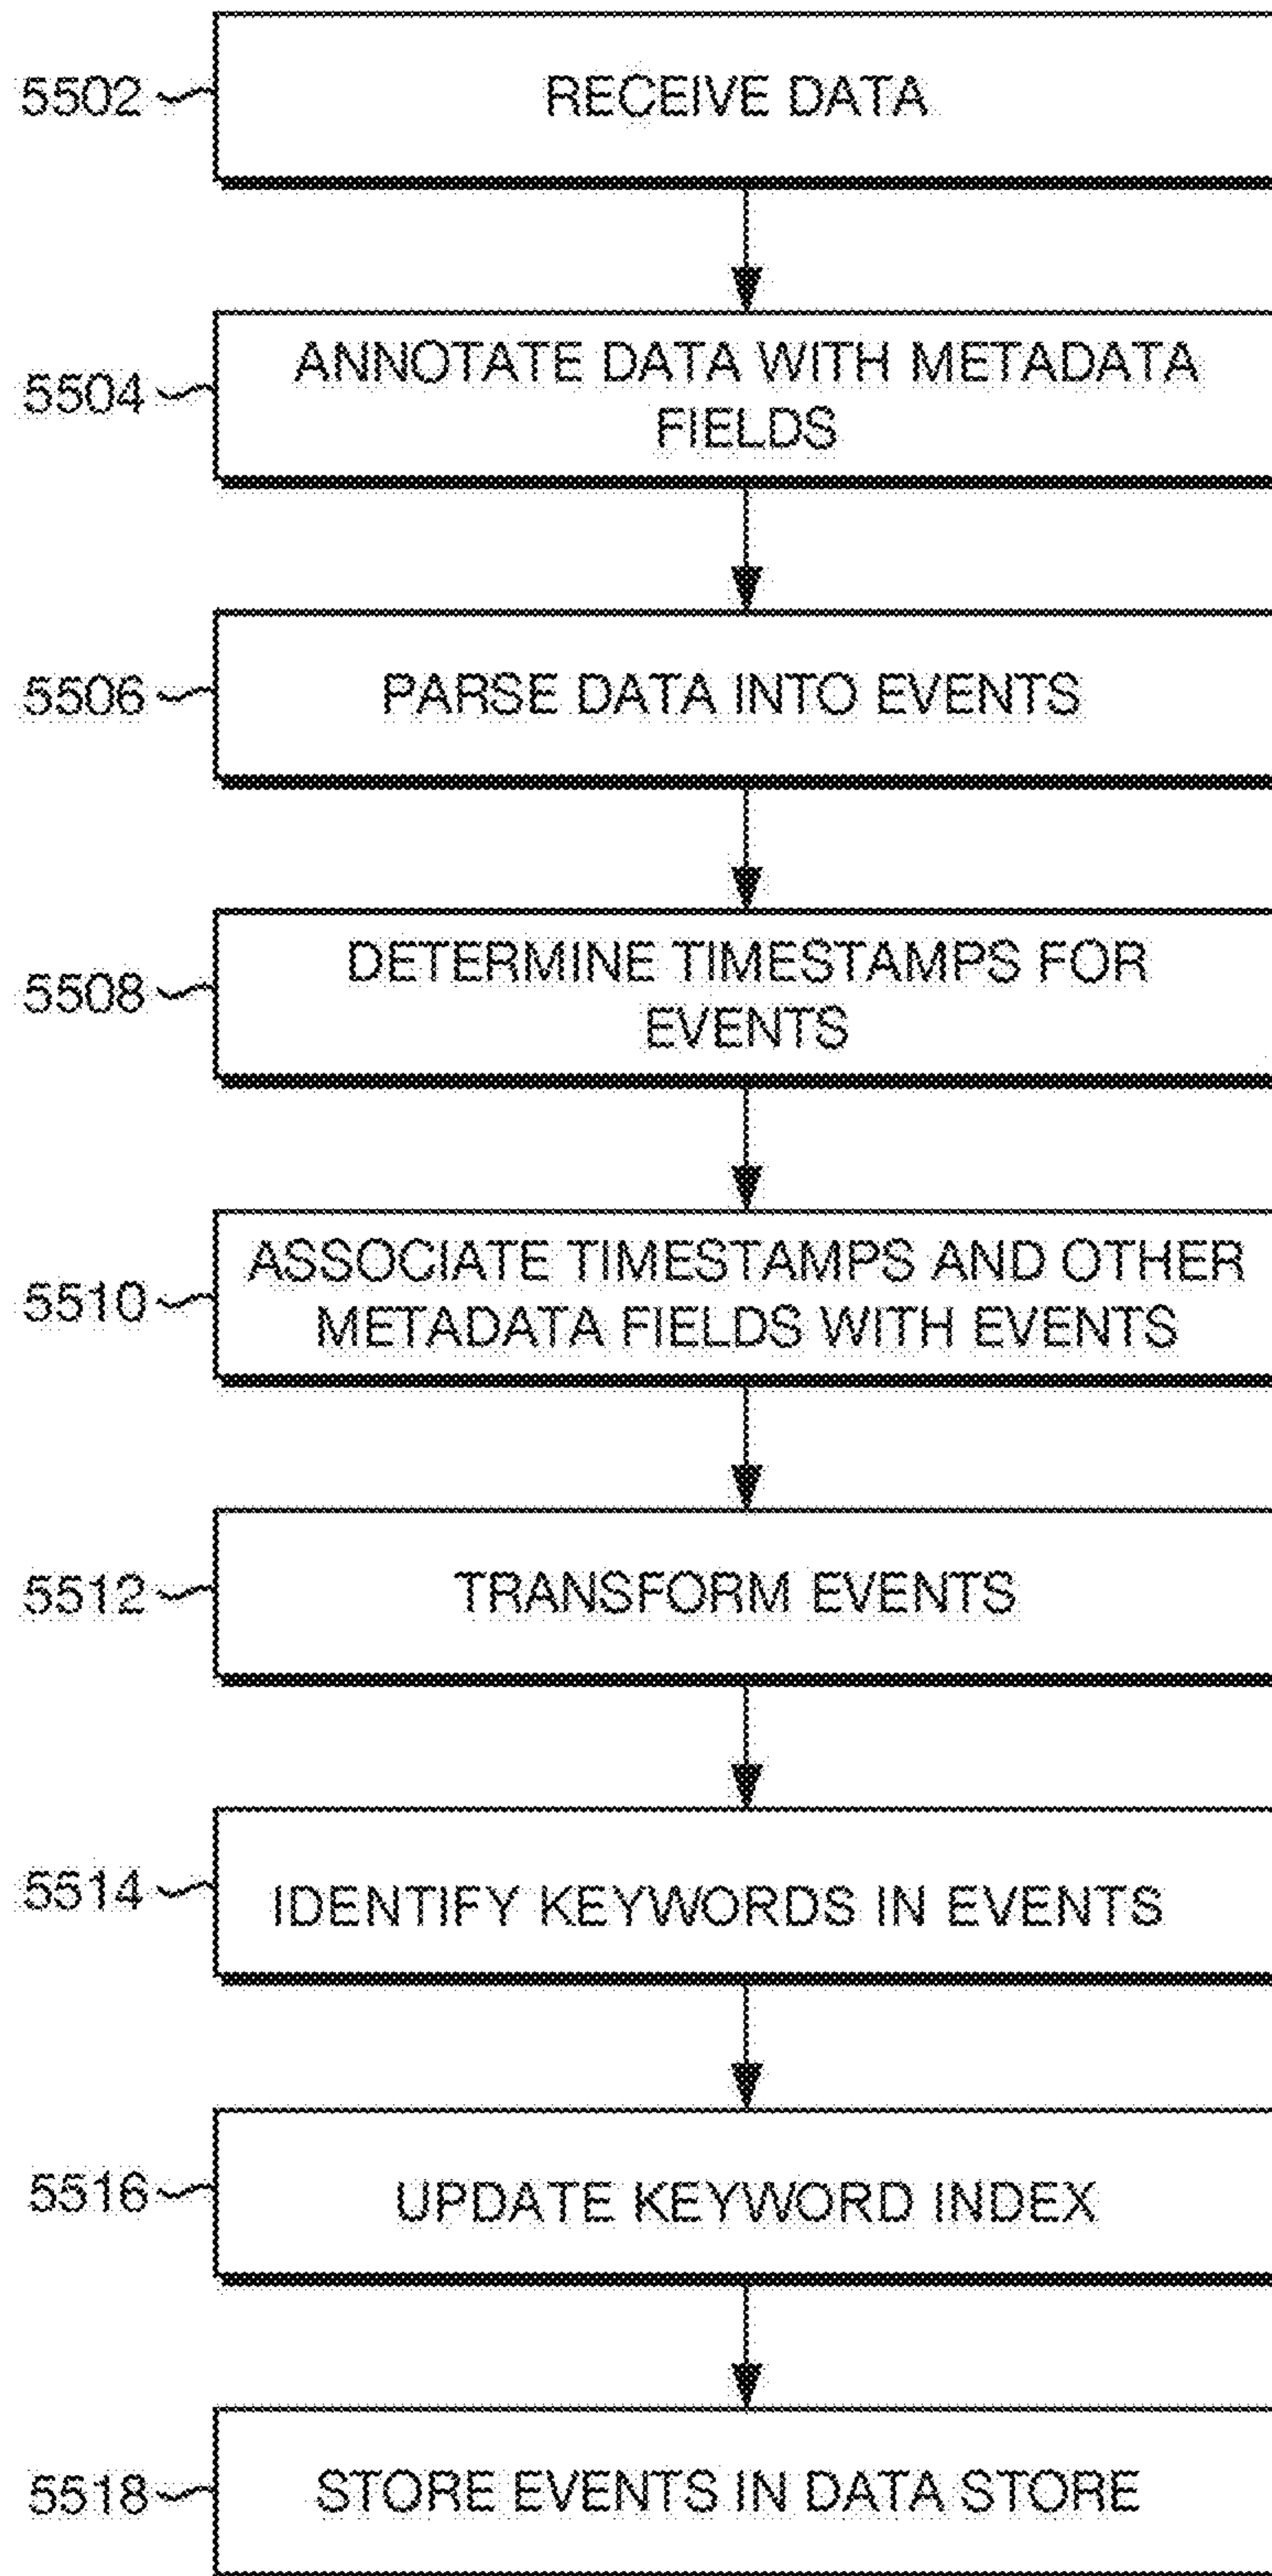 5502
RECEIVE DATA
5504
ANNOTATE DATA WITH METADATA
FIELDS
5506
PARSE DATA INTO EVENTS
5508
DETERMINE TIMESTAMPS FOR
EVENTS
5510
ASSOCIATE TIMESTAMPS AND OTHER
METADATA FIELDS WITH EVENTS
5512
TRANSFORM EVENTS
5514
IDENTIFY KEYWORDS IN EVENTS
5516
UPDATE KEYWORD INDEX
5518
STORE EVENTS IN DATA STORE